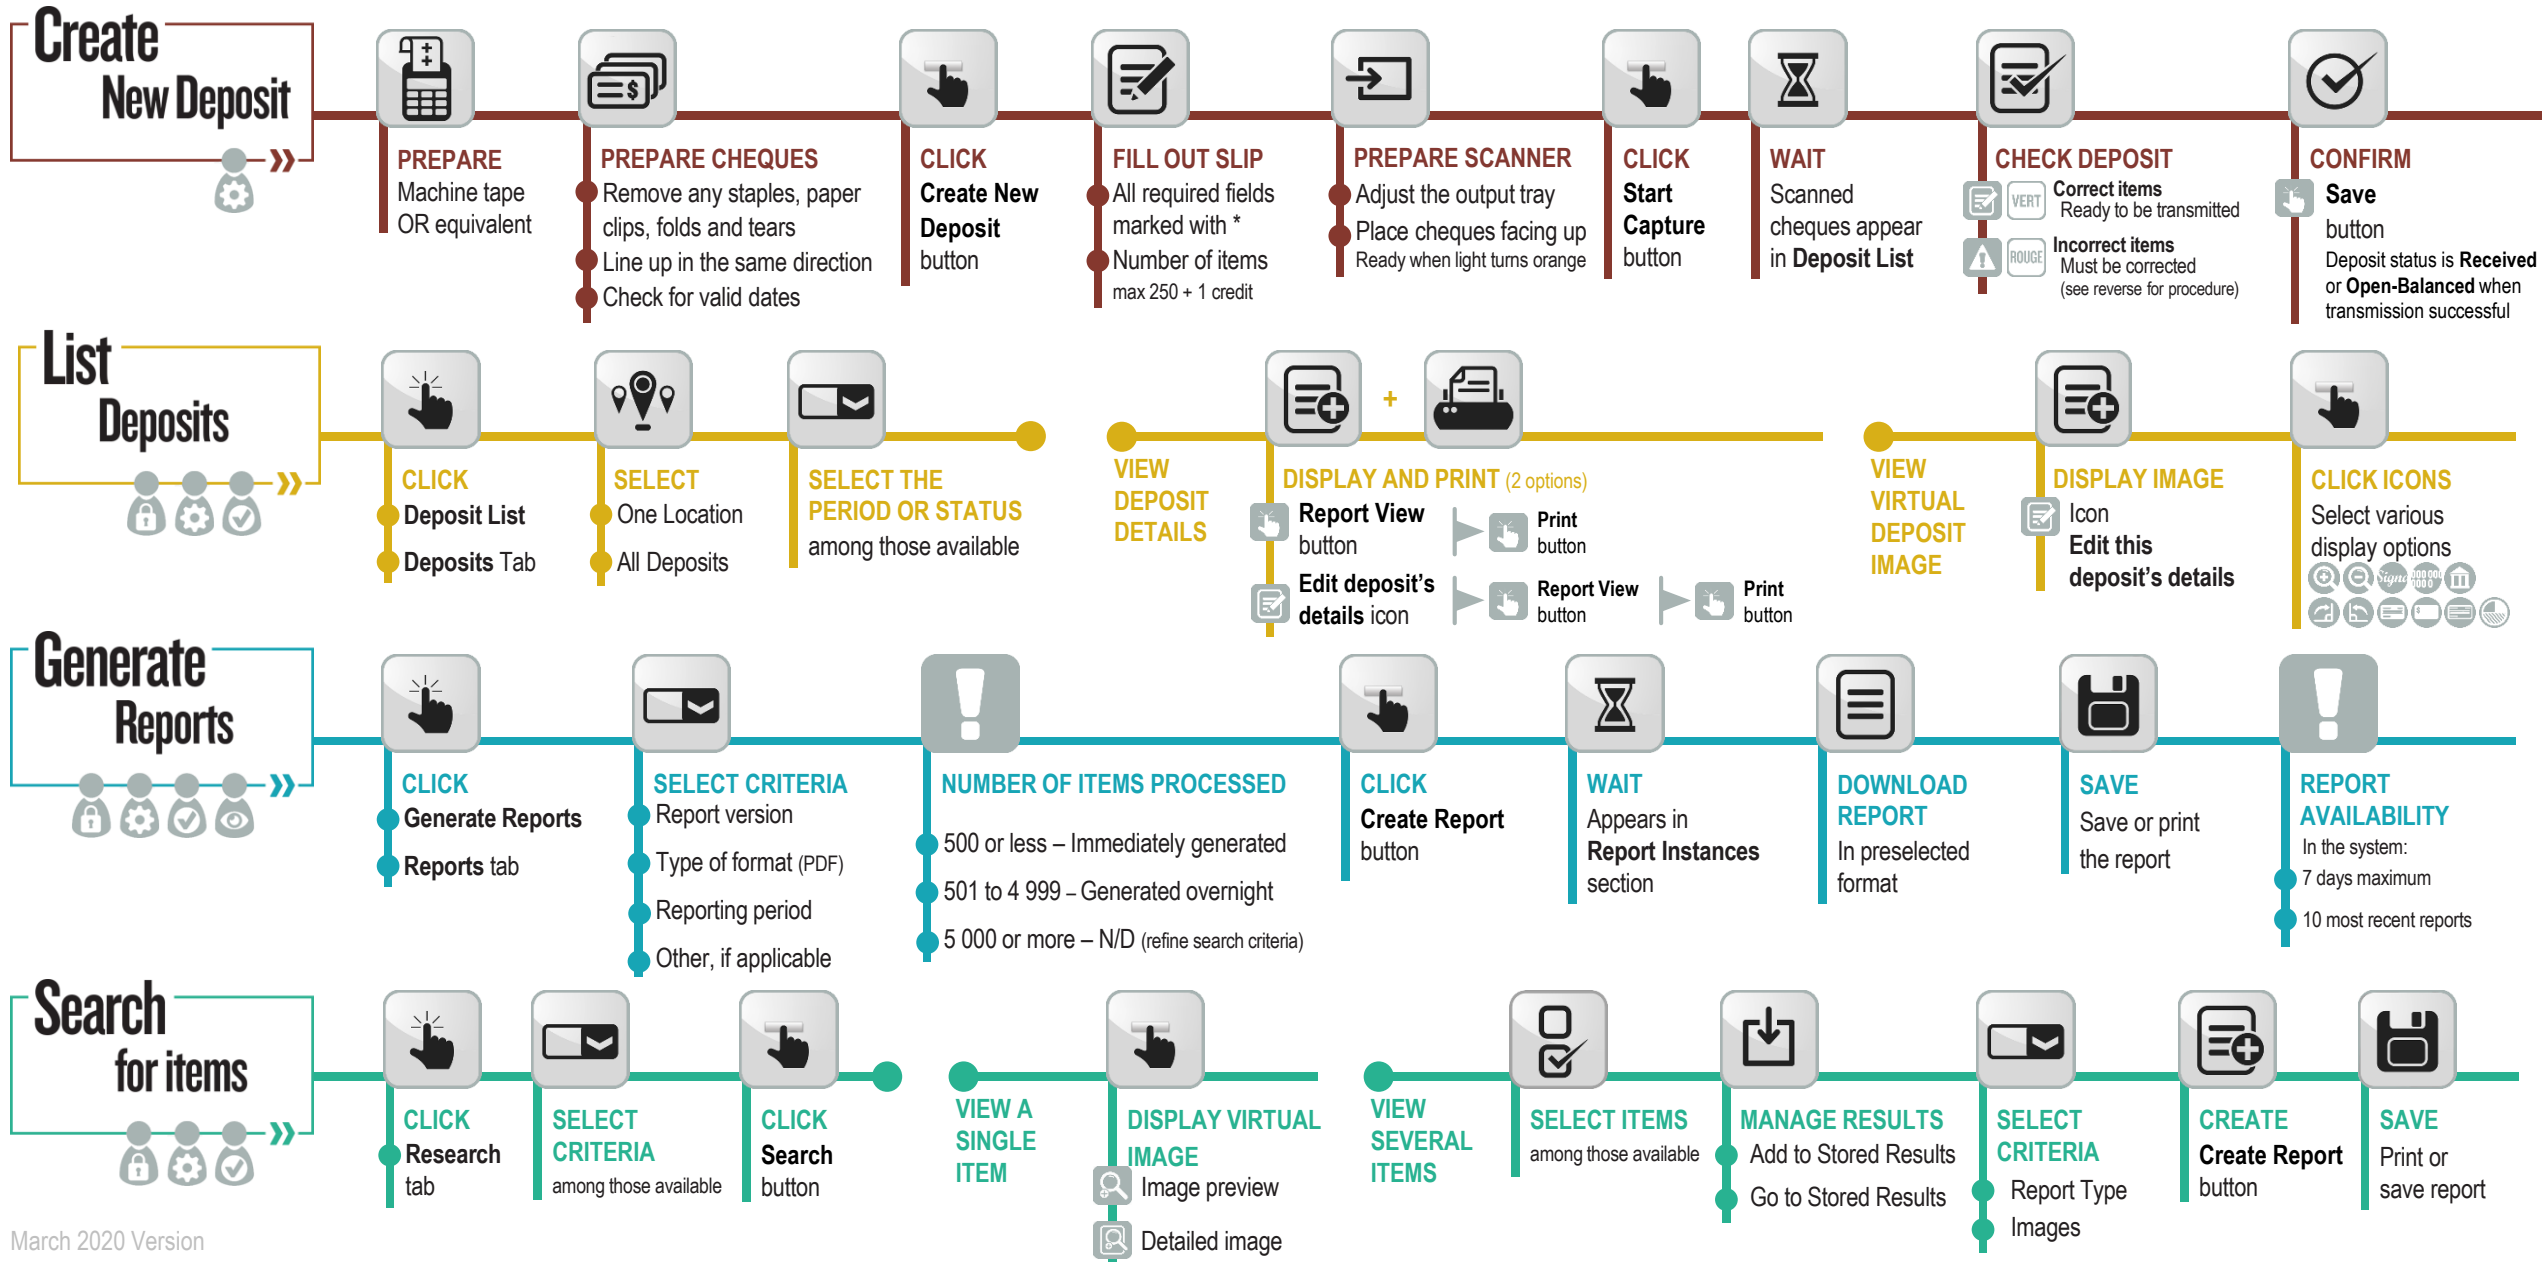 Create
New Deposit
PREPARE
Machine tape
OR equivalent
PREPARE CHEQUES
Remove any staples, paper
clips, folds and tears
Line up in the same direction
Check for valid dates
CLICK
Create New
Deposit
button
FILL OUT SLIP
All required fields
marked with *
Number of items
max 250 + 1 credit
PREPARE SCANNER
Adjust the output tray
Place cheques facing up
Ready when light turns orange
CLICK
Start
Capture
button
WAIT
Scanned
cheques appear
in Deposit List
CHECK DEPOSIT
VERT
Correct items
Ready to be transmitted
ROUGE
Incorrect items
Must be corrected
(see reverse for procedure)
CONFIRM
Save
button
Deposit status is Received
or Open-Balanced when
transmission successful
List
Deposits
CLICK
Deposit List
Deposits Tab
SELECT
One Location
All Deposits
SELECT THE
PERIOD OR STATUS
among those available
VIEW
DEPOSIT
DETAILS
+
DISPLAY AND PRINT (2 options)
Report View
button
Print
button
Edit deposit's
details icon
Report View
button
Print
button
VIEW
VIRTUAL
DEPOSIT
IMAGE
DISPLAY IMAGE
Icon
Edit this
deposit's details
CLICK ICONS
Select various
display options
Generate
Reports
CLICK
Generate Reports
Reports tab
SELECT CRITERIA
Report version
Type of format (PDF)
Reporting period
Other, if applicable
NUMBER OF ITEMS PROCESSED
500 or less – Immediately generated
501 to 4 999 – Generated overnight
5 000 or more – N/D (refine search criteria)
CLICK
Create Report
button
WAIT
Appears in
Report Instances
section
DOWNLOAD
REPORT
In preselected
format
SAVE
Save or print
the report
REPORT
AVAILABILITY
In the system:
7 days maximum
10 most recent reports
Search
for items
CLICK
Research
tab
SELECT
CRITERIA
among those available
CLICK
Search
button
VIEW A
SINGLE
ITEM
DISPLAY VIRTUAL
IMAGE
Image preview
Detailed image
VIEW
SEVERAL
ITEMS
SELECT ITEMS
among those available
MANAGE RESULTS
Add to Stored Results
Go to Stored Results
SELECT
CRITERIA
Report Type
Images
CREATE
Create Report
button
SAVE
Print or
save report
March 2020 Version